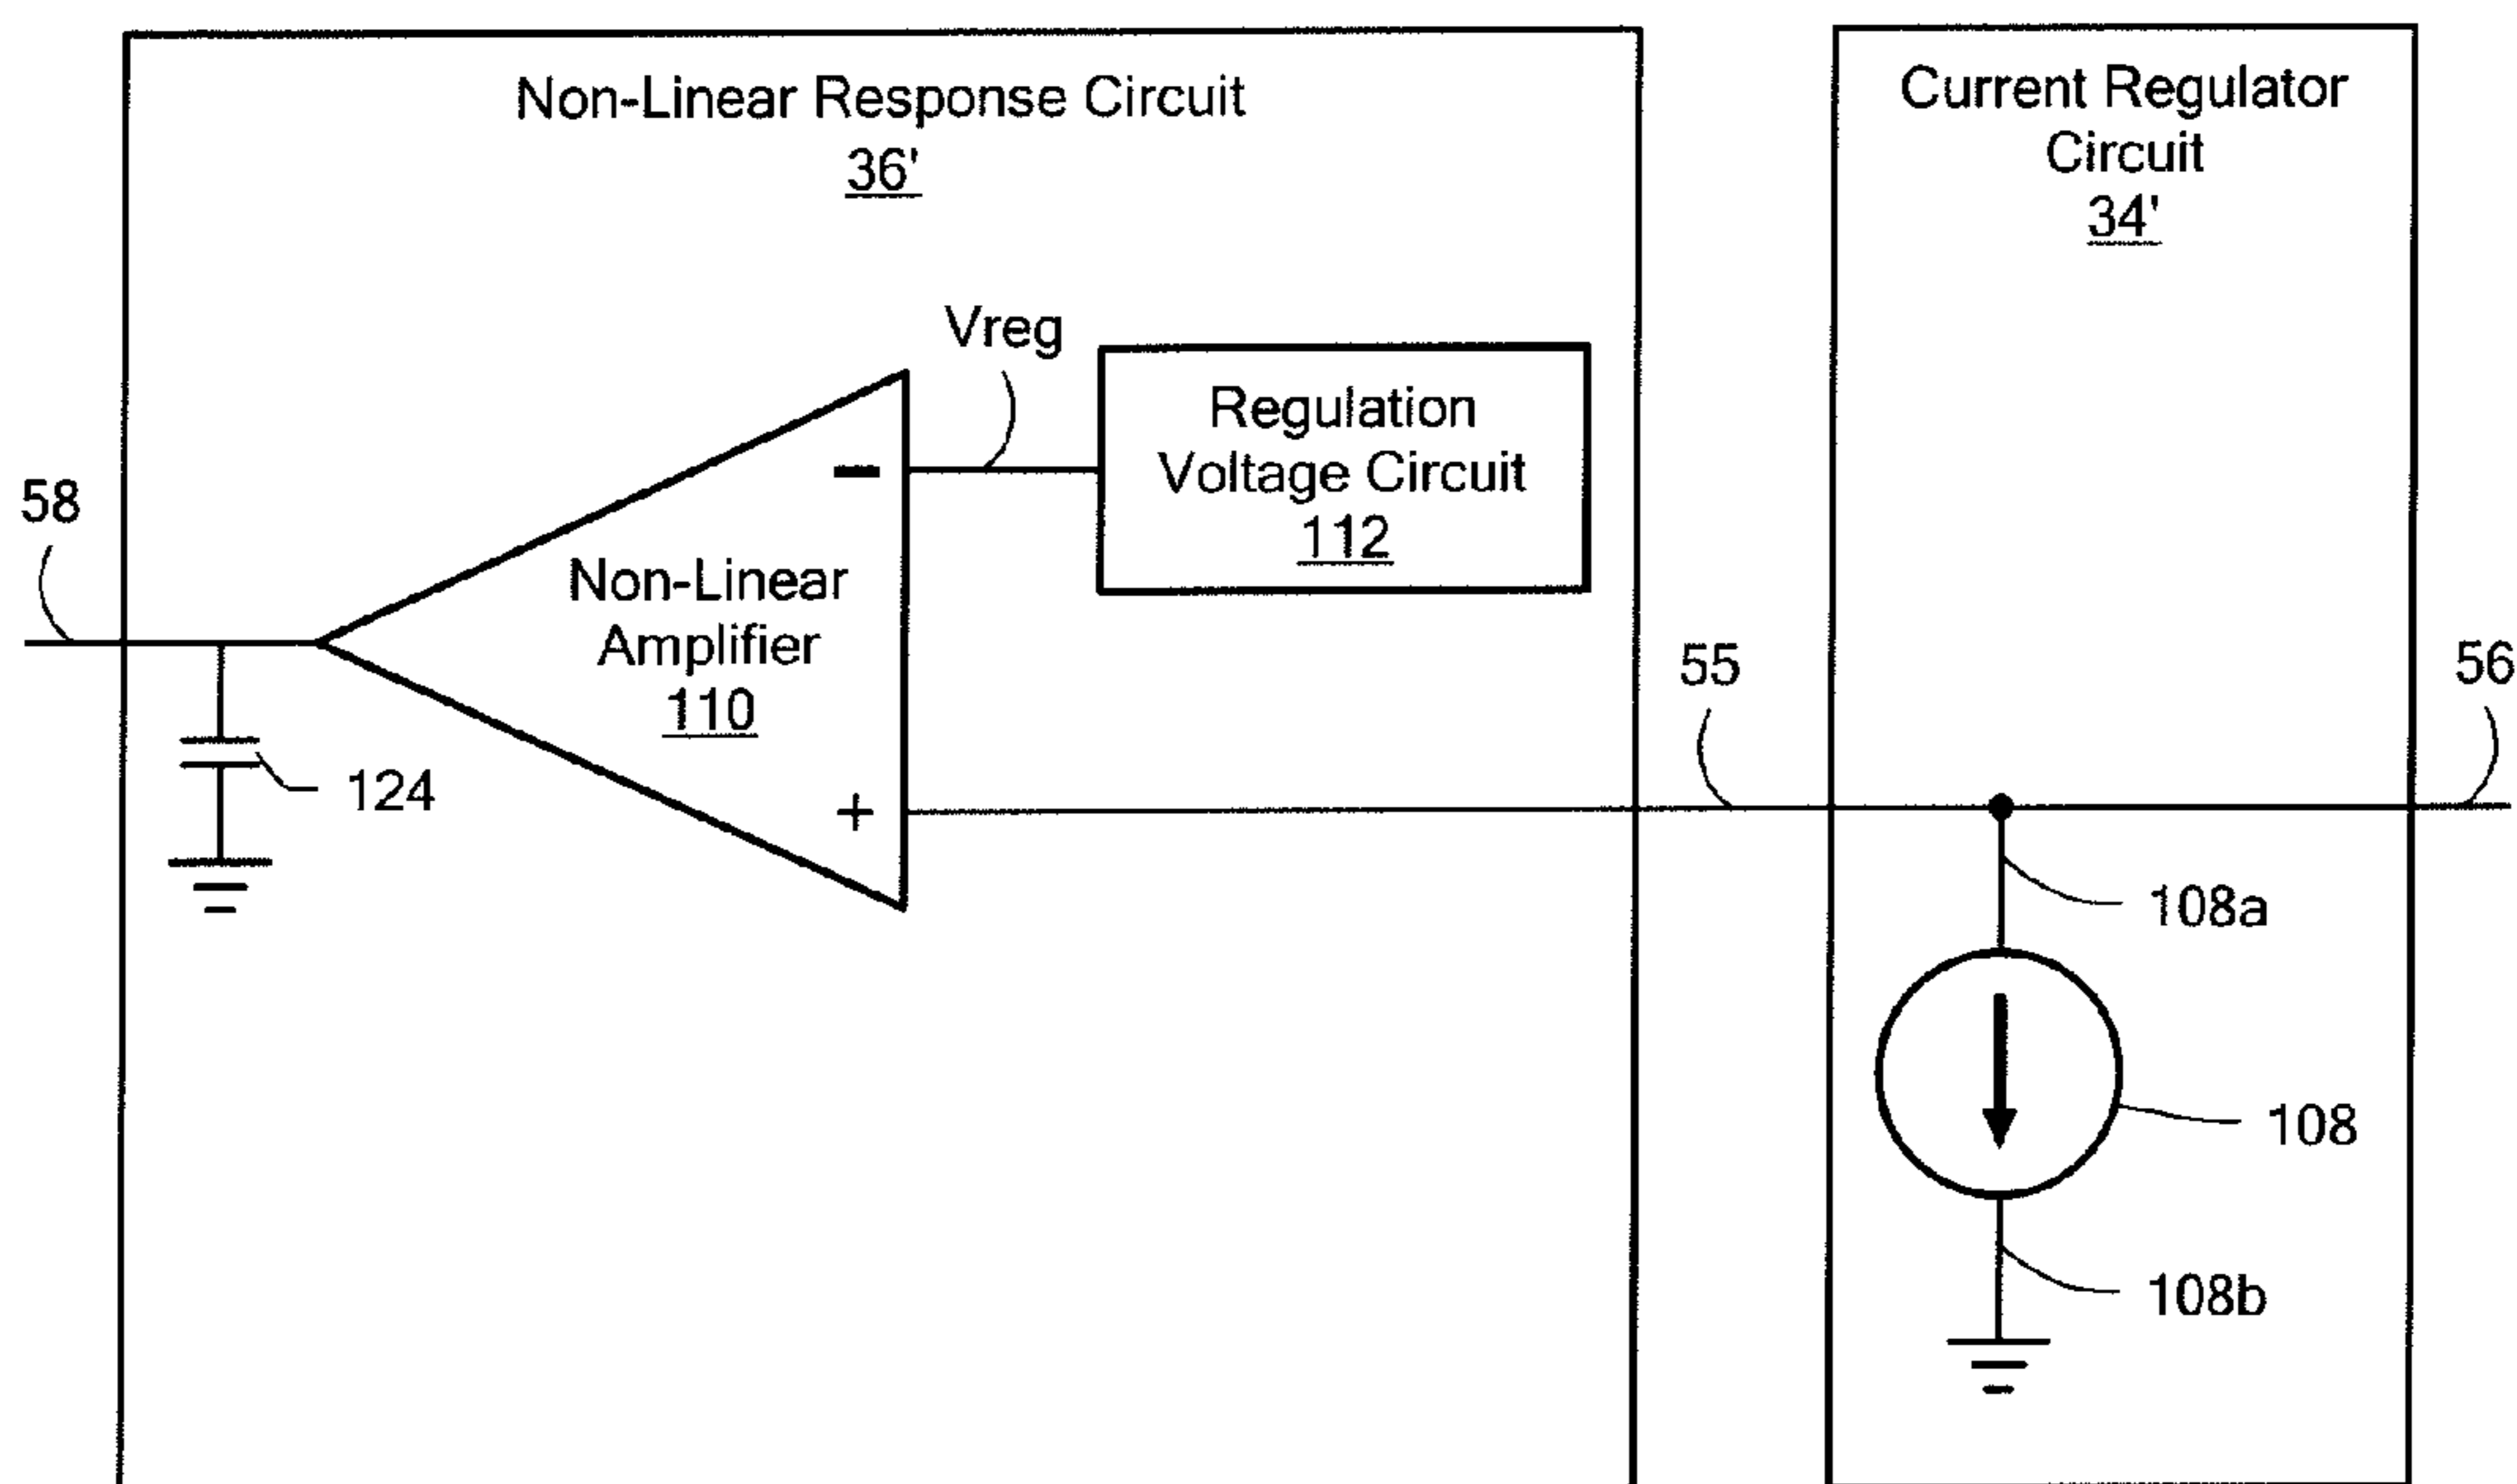 Non-Linear Response Circuit
36'
Current Regulator
Circuit
34'
Vreg
Regulation
Voltage Circuit
112
58
Non-Linear
Amplifier
110
−
+
55
56
124
108a
108
108b